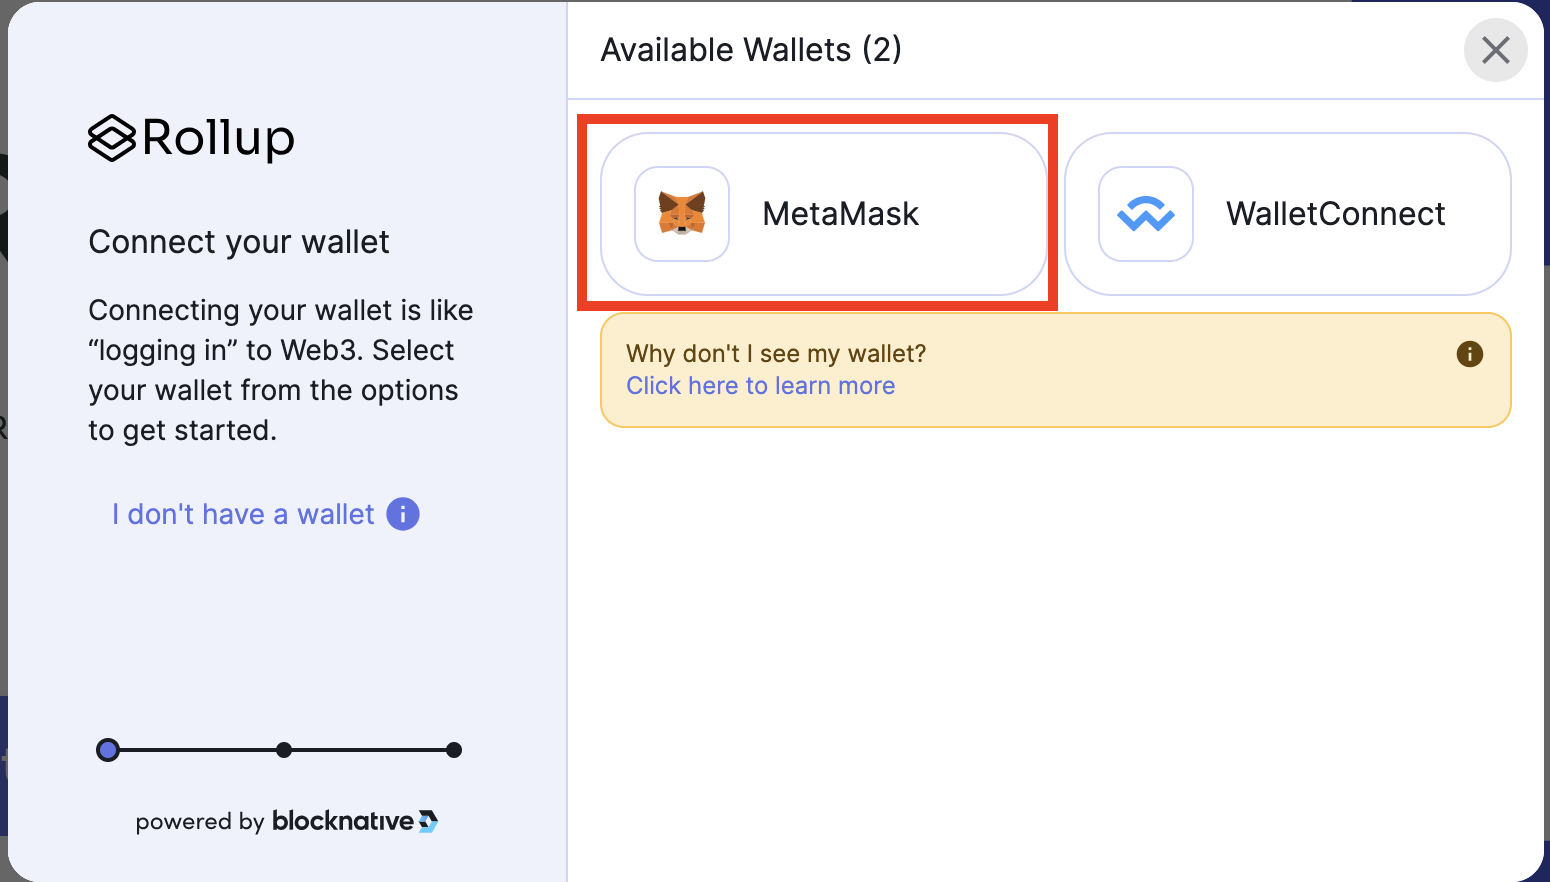 Rollup
Connect your wallet
Connecting your wallet is like
“logging in” to Web3. Select
your wallet from the options
to get started.
I don't have a wallet
powered by blocknative
Available Wallets (2)
MetaMask
WalletConnect
Why don't I see my wallet?
Click here to learn more